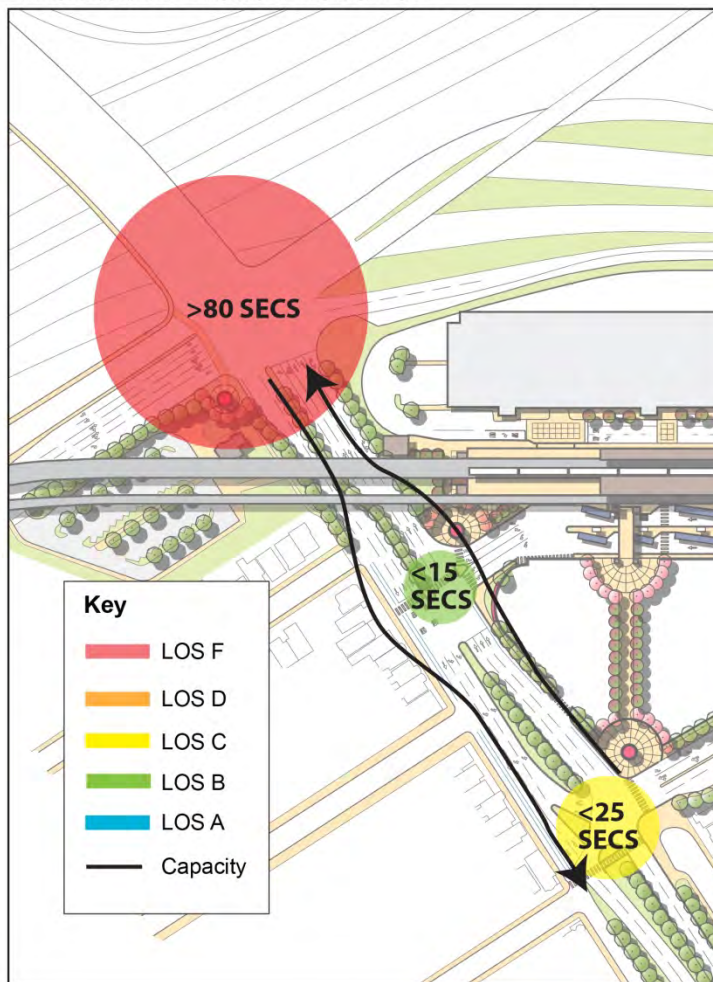 >80 SECS
<15
SECS
<25
SECS
Key
LOS F
LOS D
LOS C
LOS B
LOS A
Capacity